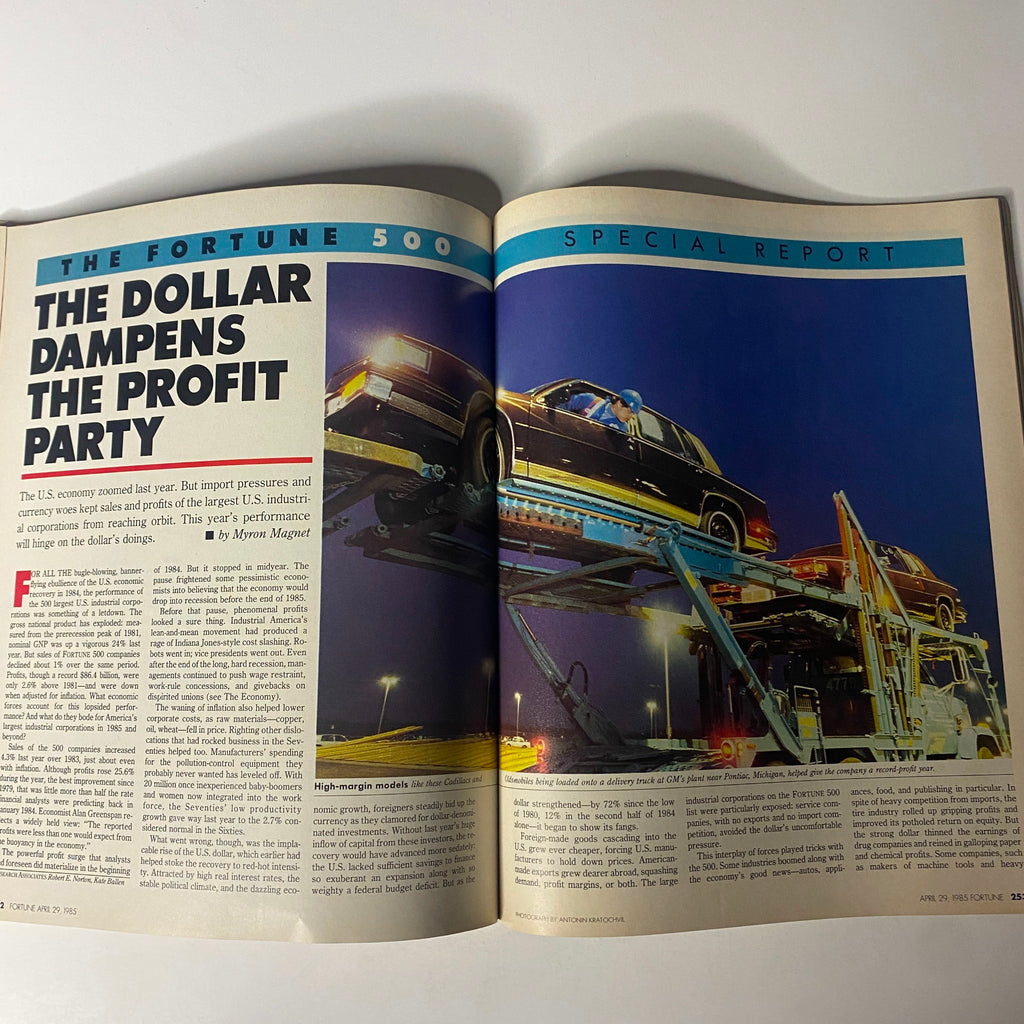 THE FORTUNE 500
SPECIAL REPORT
THE DOLLAR
DAMPENS
THE PROFIT
PARTY
The U.S. economy zoomed last year. But import pressures and
currency woes kept sales and profits of the largest U.S. industri-
al corporations from reaching orbit. This year's performance
will hinge on the dollar's doings. ■ by Myron Magnet
FOR ALL THE bugle-blowing, banner-
flying ebullience of the U.S. economic
recovery in 1984, the performance of
the 500 largest U.S. industrial corpo-
rations was something of a letdown. The
gross national product has exploded: mea-
sured from the prerecession peak of 1981,
nominal GNP was up a vigorous 24% last
year. But sales of FORTUNE 500 companies
declined about 1% over the same period.
Profits, though a record $86.4 billion, were
only 2.6% above 1981—and were down
when adjusted for inflation. What economic
forces account for this lopsided perfor-
mance? And what do they bode for America's
largest industrial corporations in 1985 and
beyond?
Sales of the 500 companies increased
4.3% last year over 1983, just about even
with inflation. Although profits rose 25.6%
during the year, the best improvement since
1979, that was little more than half the rate
financial analysts were predicting back in
January 1984. Economist Alan Greenspan re-
flects a widely held view: "The reported
profits were less than one would expect from
the buoyancy in the economy."
The powerful profit surge that analysts
had foreseen did materialize in the beginning
RESEARCH ASSOCIATES Robert E. Norton, Kate Ballen
of 1984. But it stopped in midyear. The
pause frightened some pessimistic econo-
mists into believing that the economy would
drop into recession before the end of 1985.
Before that pause, phenomenal profits
looked a sure thing. Industrial America's
lean-and-mean movement had produced a
rage of Indiana Jones-style cost slashing. Ro-
bots went in; vice presidents went out. Even
after the end of the long, hard recession, man-
agements continued to push wage restraint,
work-rule concessions, and givebacks on
dispirited unions (see The Economy).
The waning of inflation also helped lower
corporate costs, as raw materials—copper,
oil, wheat—fell in price. Righting other dislo-
cations that had rocked business in the Sev-
enties helped too. Manufacturers' spending
for the pollution-control equipment they
probably never wanted has leveled off. With
20 million once inexperienced baby-boomers
and women now integrated into the work
force, the Seventies' low productivity
growth gave way last year to the 2.7% con-
sidered normal in the Sixties.
What went wrong, though, was the impla-
cable rise of the U.S. dollar, which earlier had
helped stoke the recovery to red-hot intensi-
ty. Attracted by high real interest rates, the
stable political climate, and the dazzling eco-
High-margin models like these Cadillacs and
Oldsmobiles being loaded onto a delivery truck at GM's plant near Pontiac, Michigan, helped give the company a record-profit year.
nomic growth, foreigners steadily bid up the
currency as they clamored for dollar-denomi-
nated investments. Without last year's huge
inflow of capital from these investors, the re-
covery would have advanced more sedately;
the U.S. lacked sufficient savings to finance
so exuberant an expansion along with so
weighty a federal budget deficit. But as the
dollar strengthened—by 72% since the low
of 1980, 12% in the second half of 1984
alone—it began to show its fangs.
Foreign-made goods cascading into the
U.S. grew ever cheaper, forcing U.S. manu-
facturers to hold down prices. American-
made exports grew dearer abroad, squashing
demand, profit margins, or both. The large
industrial corporations on the FORTUNE 500
were particularly exposed: service com-
panies, with no exports and no import com-
petition, avoided the dollar's uncomfortable
pressure.
This interplay of forces played tricks with
the 500. Some industries boomed along with
the economy's good news—autos, appli-
ances, food, and publishing in particular. In
spite of heavy competition from imports, the
tire industry rolled up gripping profits and
improved its potholed return on equity. But
the strong dollar thinned the earnings of
drug companies and reined in galloping paper
and chemical profits. Some companies, such
as makers of machine tools and heavy
2 FORTUNE APRIL 29, 1985
PHOTOGRAPH BY ANTONIN KRATOCHVIL
APRIL 29, 1985 FORTUNE 253
477